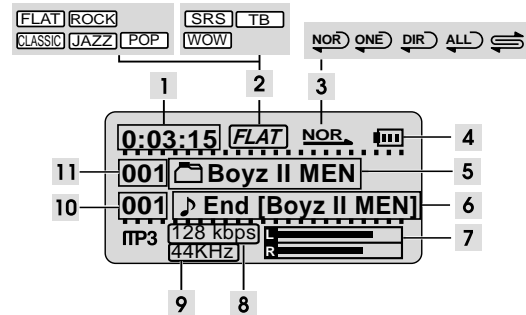 FLAT ROCK SRS TB
CLASSIC JAZZ POP WOW
NOR ONE DIR ALL
1 2 3
0:03:15 FLAT NOR 4
11 001 Boyz II MEN 5
10 001 End [Boyz II MEN] 6
MP3 128 kbps L 7
44KHz R
9 8